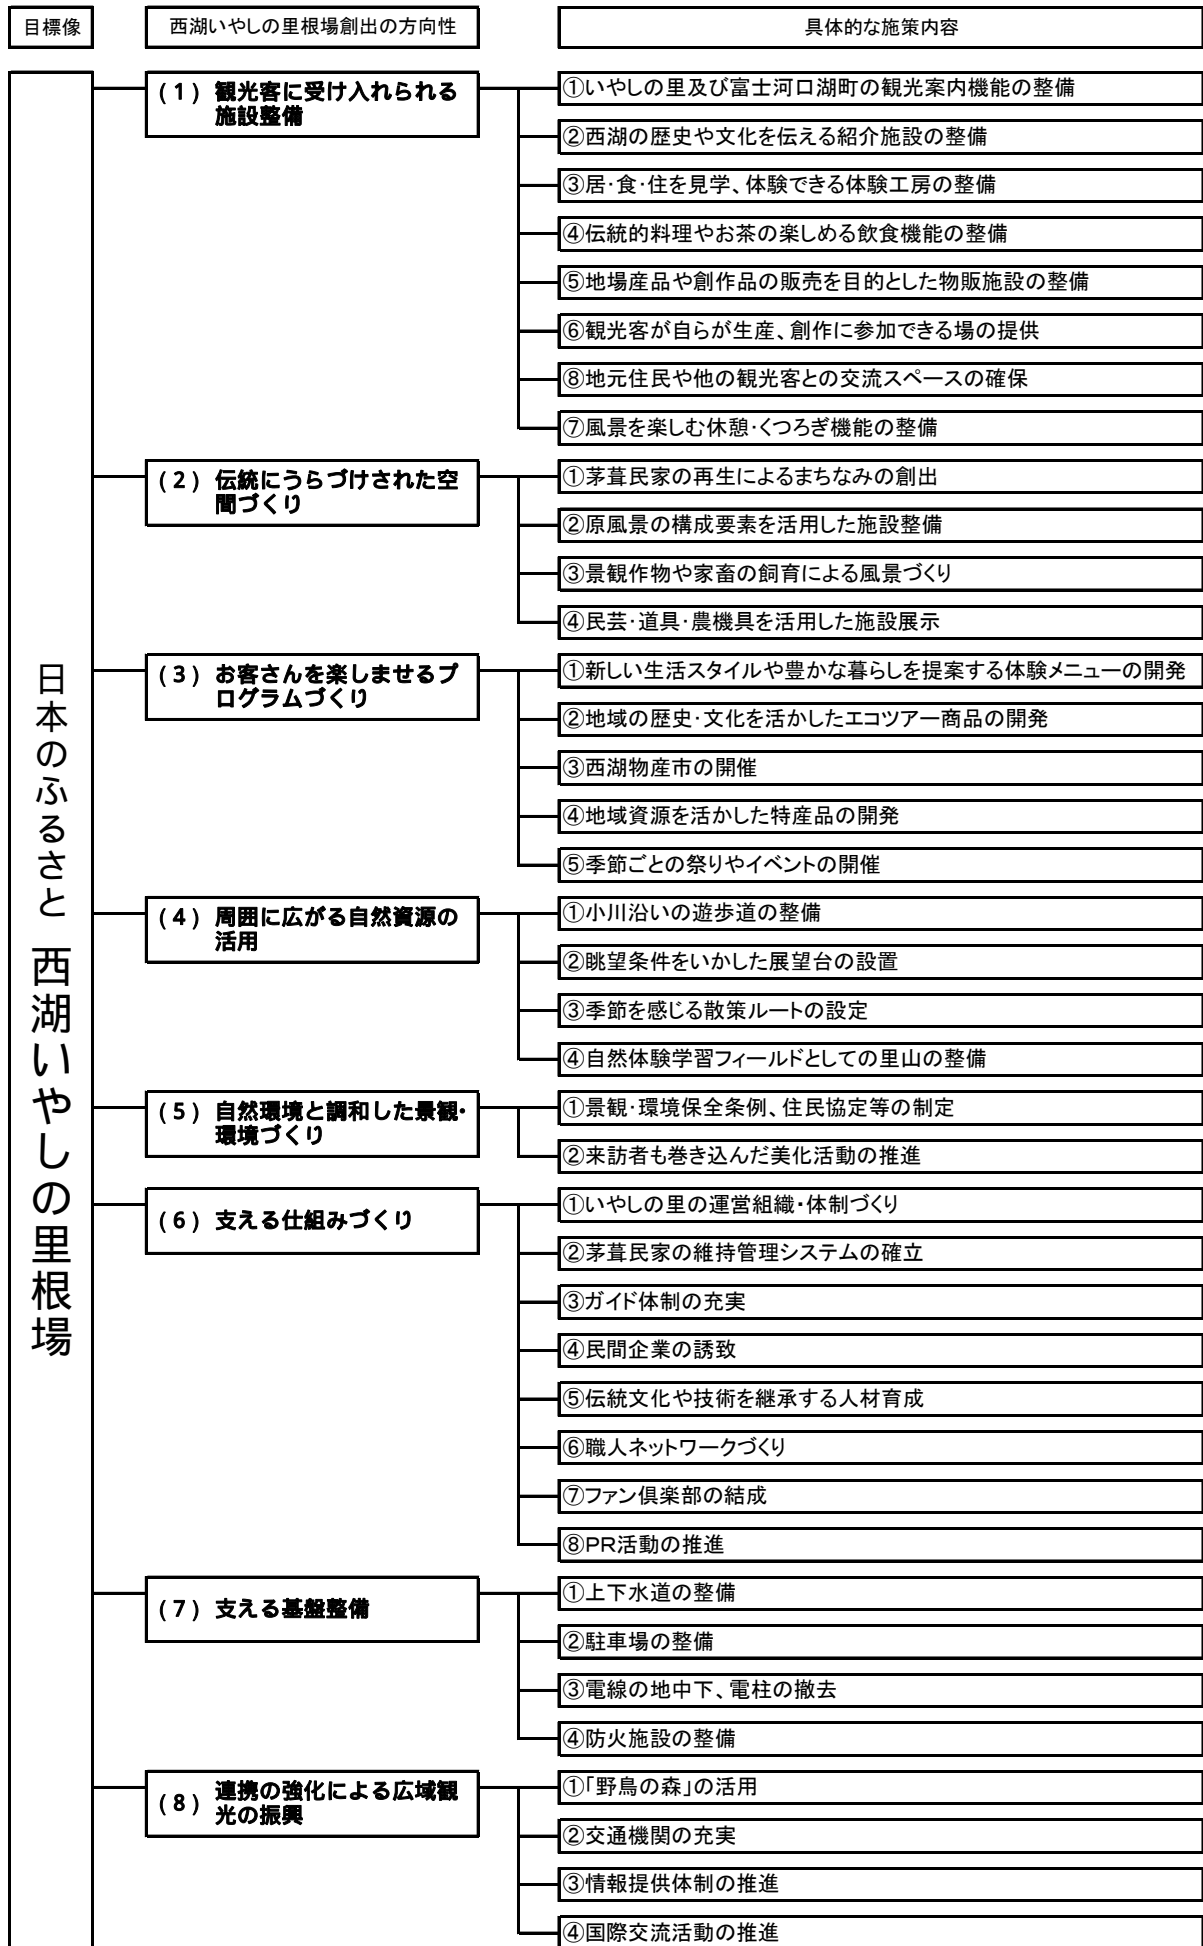 目標像
西湖いやしの里根場創出の方向性
具体的な施策内容
日本のふるさと 西湖いやしの里根場
(1) 観光客に受け入れられる
施設整備
①いやしの里及び富士河口湖町の観光案内機能の整備
②西湖の歴史や文化を伝える紹介施設の整備
③居・食・住を見学、体験できる体験工房の整備
④伝統的料理やお茶の楽しめる飲食機能の整備
⑤地場産品や創作品の販売を目的とした物販施設の整備
⑥観光客が自らが生産、創作に参加できる場の提供
⑧地元住民や他の観光客との交流スペースの確保
⑦風景を楽しむ休憩・くつろぎ機能の整備
(2) 伝統にうらづけされた空
間づくり
①茅葺民家の再生によるまちなみの創出
②原風景の構成要素を活用した施設整備
③景観作物や家畜の飼育による風景づくり
④民芸・道具・農機具を活用した施設展示
(3) お客さんを楽しませるプ
ログラムづくり
①新しい生活スタイルや豊かな暮らしを提案する体験メニューの開発
②地域の歴史・文化を活かしたエコツアー商品の開発
③西湖物産市の開催
④地域資源を活かした特産品の開発
⑤季節ごとの祭りやイベントの開催
(4) 周囲に広がる自然資源の
活用
①小川沿いの遊歩道の整備
②眺望条件をいかした展望台の設置
③季節を感じる散策ルートの設定
④自然体験学習フィールドとしての里山の整備
(5) 自然環境と調和した景観・
環境づくり
①景観・環境保全条例、住民協定等の制定
②来訪者も巻き込んだ美化活動の推進
(6) 支える仕組みづくり
①いやしの里の運営組織・体制づくり
②茅葺民家の維持管理システムの確立
③ガイド体制の充実
④民間企業の誘致
⑤伝統文化や技術を継承する人材育成
⑥職人ネットワークづくり
⑦ファン倶楽部の結成
⑧PR活動の推進
(7) 支える基盤整備
①上下水道の整備
②駐車場の整備
③電線の地中下、電柱の撤去
④防火施設の整備
(8) 連携の強化による広域観
光の振興
①「野鳥の森」の活用
②交通機関の充実
③情報提供体制の推進
④国際交流活動の推進